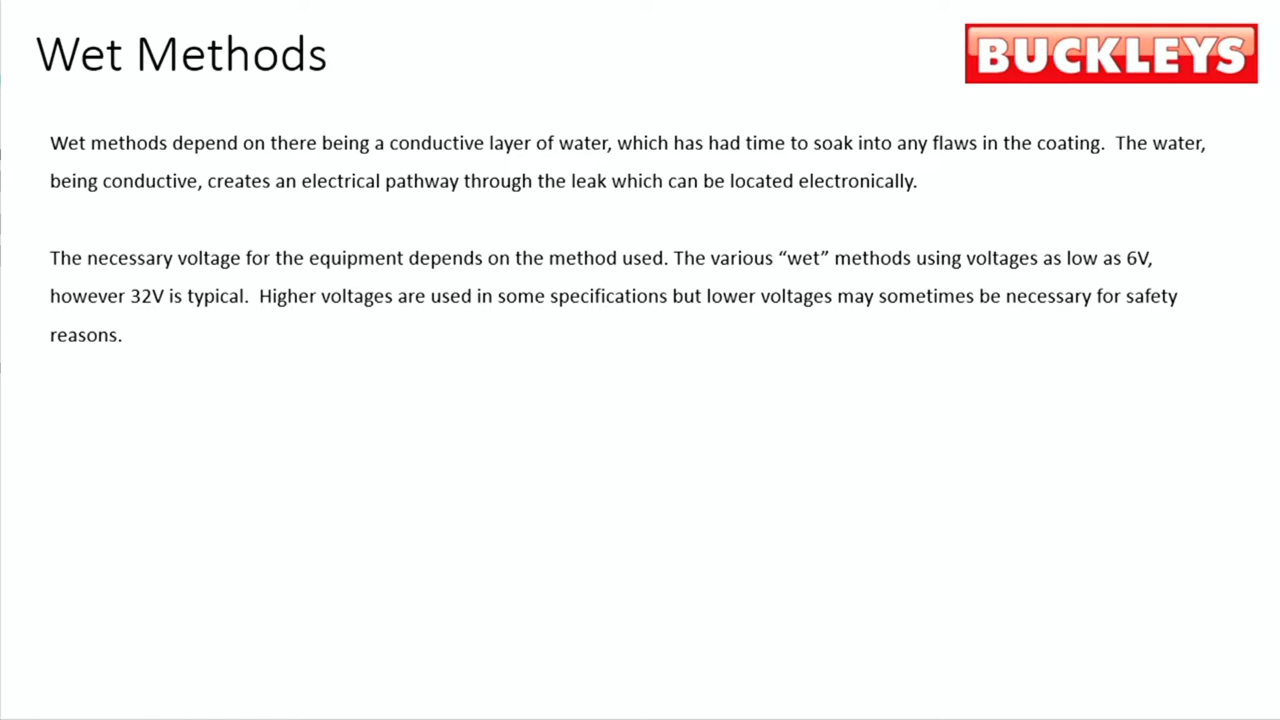 Wet Methods
BUCKLEYS
Wet methods depend on there being a conductive layer of water, which has had time to soak into any flaws in the coating.  The water,
being conductive, creates an electrical pathway through the leak which can be located electronically.
The necessary voltage for the equipment depends on the method used. The various “wet” methods using voltages as low as 6V,
however 32V is typical.  Higher voltages are used in some specifications but lower voltages may sometimes be necessary for safety
reasons.